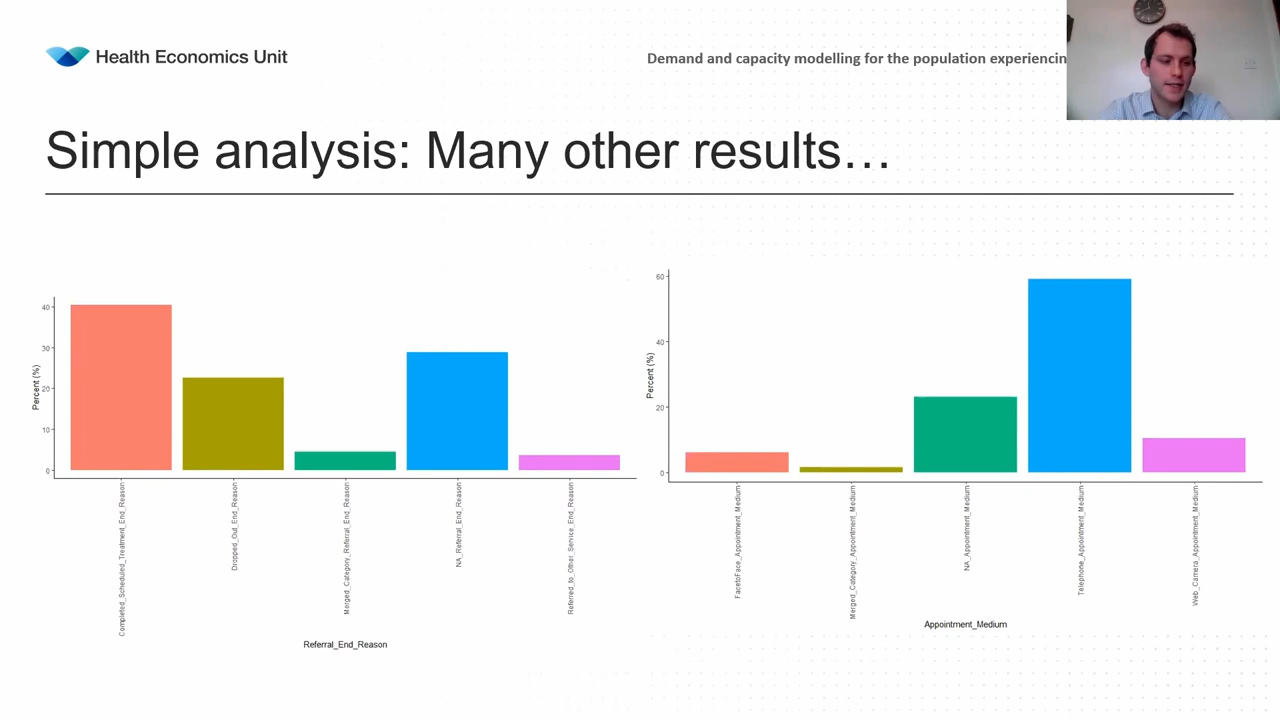 Health Economics Unit
Demand and capacity modelling for the population experiencin
Simple analysis: Many other results…
Percent (%)
40
30
20
10
0
Completed_Scheduled_Treatment_End_Reason
Dropped_Out_End_Reason
Merged_Category_Referral_End_Reason
NA_Referral_End_Reason
Referred_to_Other_Service_End_Reason
Referral_End_Reason
Percent (%)
60
40
20
0
FacetoFace_Appointment_Medium
Merged_Category_Appointment_Medium
NA_Appointment_Medium
Telephone_Appointment_Medium
Web_Camera_Appointment_Medium
Appointment_Medium